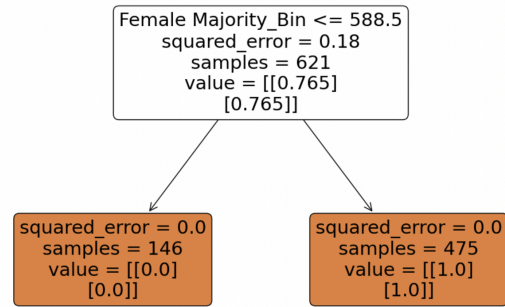 Female Majority_Bin <= 588.5
squared_error = 0.18
samples = 621
value = [[0.765]
[0.765]]
squared_error = 0.0
samples = 146
value = [[0.0]
[0.0]]
squared_error = 0.0
samples = 475
value = [[1.0]
[1.0]]